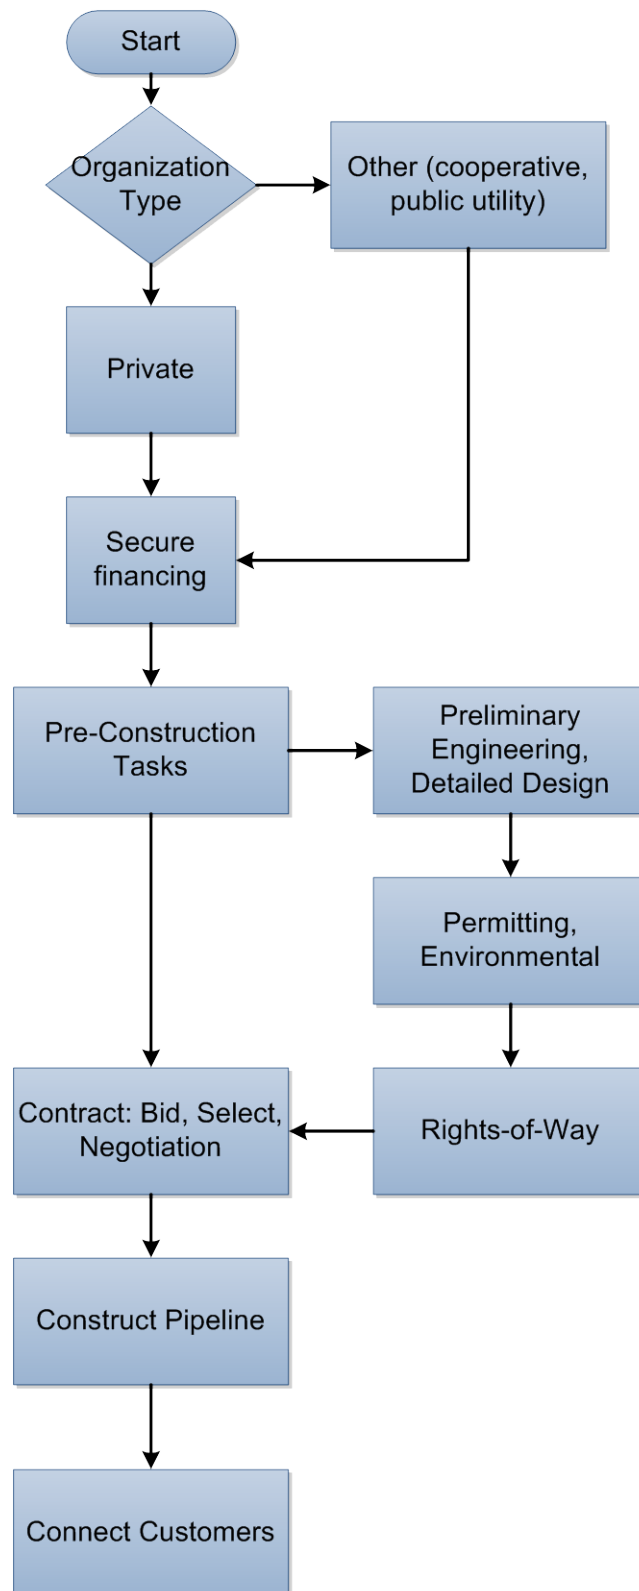 Start
Organization
Type
Other (cooperative,
public utility)
Private
Secure
financing
Pre-Construction
Tasks
Preliminary
Engineering,
Detailed Design
Permitting,
Environmental
Contract: Bid, Select,
Negotiation
Rights-of-Way
Construct Pipeline
Connect Customers